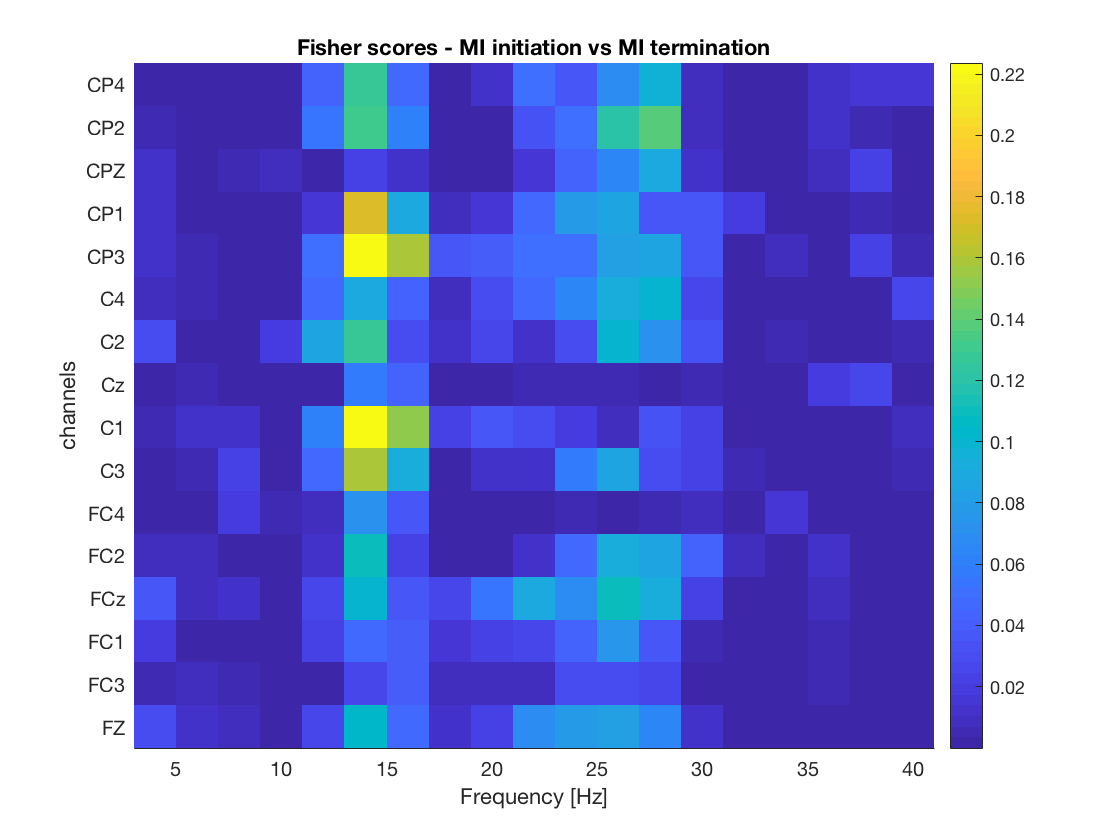 Fisher scores - MI initiation vs MI termination
CP4
CP2
CPZ
CP1
CP3
C4
C2
Cz
C1
C3
FC4
FC2
FCz
FC1
FC3
FZ
channels
5 10 15 20 25 30 35 40
Frequency [Hz]
0.22
0.2
0.18
0.16
0.14
0.12
0.1
0.08
0.06
0.04
0.02